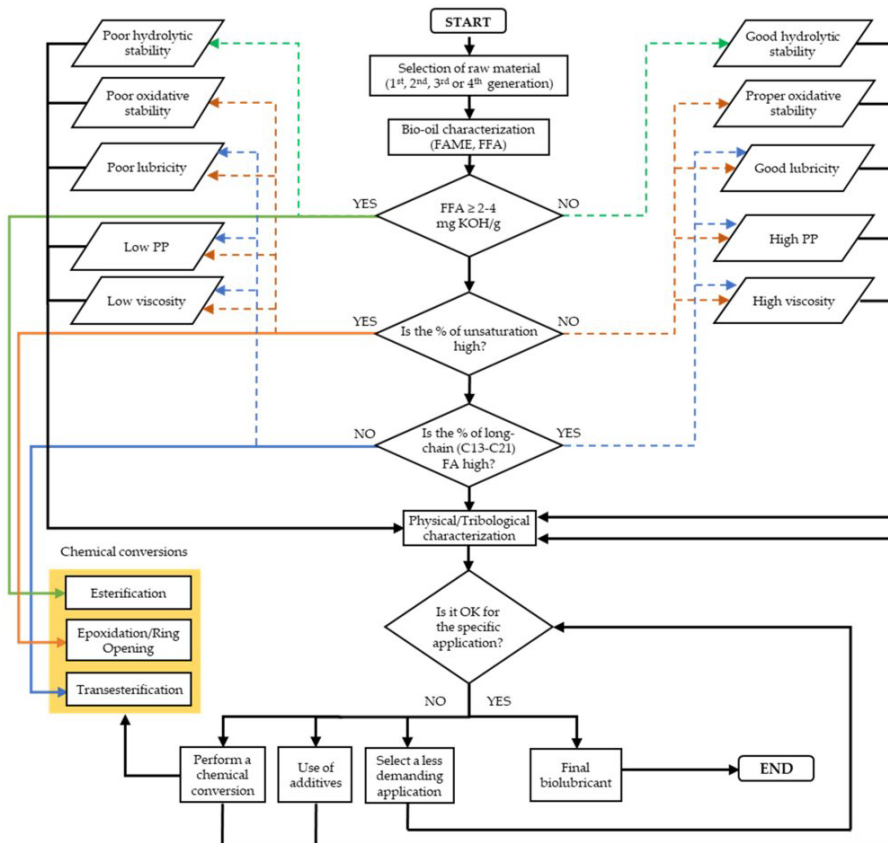 START
Selection of raw material
(1st, 2nd, 3rd or 4th generation)
Bio-oil characterization
(FAME, FFA)
Poor hydrolytic
stability
Poor oxidative
stability
Poor lubricity
Low PP
Low viscosity
Good hydrolytic
stability
Proper oxidative
stability
Good lubricity
High PP
High viscosity
YES
FFA ≥ 2-4
mg KOH/g
NO
YES
Is the % of unsaturation
high?
NO
NO
Is the % of long-
chain (C13-C21)
FA high?
YES
Physical/Tribological
characterization
Chemical conversions
Esterification
Epoxidation/Ring
Opening
Transesterification
Is it OK for
the specific
application?
NO
YES
Perform a
chemical
conversion
Use of
additives
Select a less
demanding
application
Final
biolubricant
END